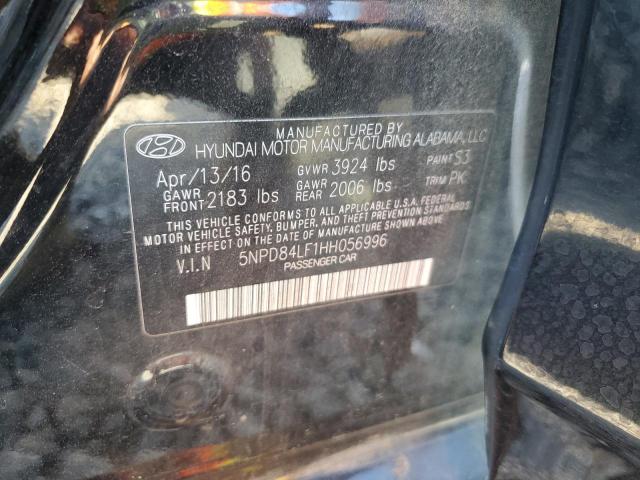 MANUFACTURED BY
HYUNDAI MOTOR MANUFACTURING ALABAMA, LLC
Apr/13/16 GVWR 3924 lbs PAINT S3
GAWR FRONT 2183 lbs GAWR REAR 2006 lbs TRIM PK
THIS VEHICLE CONFORMS TO ALL APPLICABLE U.S.A. FEDERAL
MOTOR VEHICLE SAFETY, BUMPER, AND THEFT PREVENTION STANDARDS
IN EFFECT ON THE DATE OF MANUFACTURE SHOWN ABOVE.
V.I.N 5NPD84LF1HH056996
PASSENGER CAR